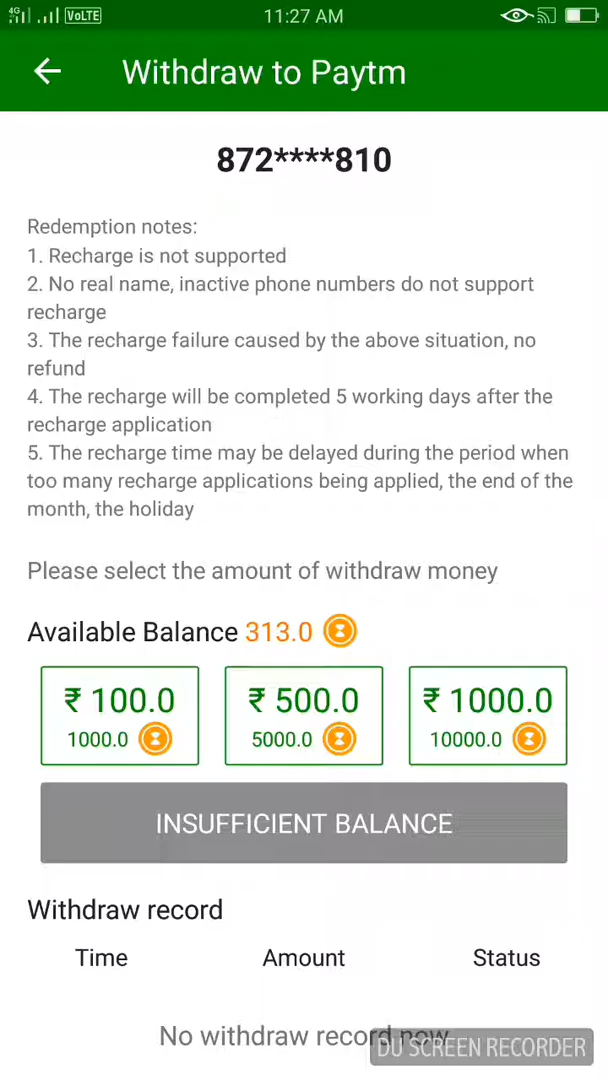 4G VoLTE 11:27 AM
Withdraw to Paytm
872****810
Redemption notes:
1. Recharge is not supported
2. No real name, inactive phone numbers do not support
recharge
3. The recharge failure caused by the above situation, no
refund
4. The recharge will be completed 5 working days after the
recharge application
5. The recharge time may be delayed during the period when
too many recharge applications being applied, the end of the
month, the holiday
Please select the amount of withdraw money
Available Balance 313.0
₹ 100.0 ₹ 500.0 ₹ 1000.0
1000.0 5000.0 10000.0
INSUFFICIENT BALANCE
Withdraw record
Time Amount Status
No withdraw record now
DU SCREEN RECORDER